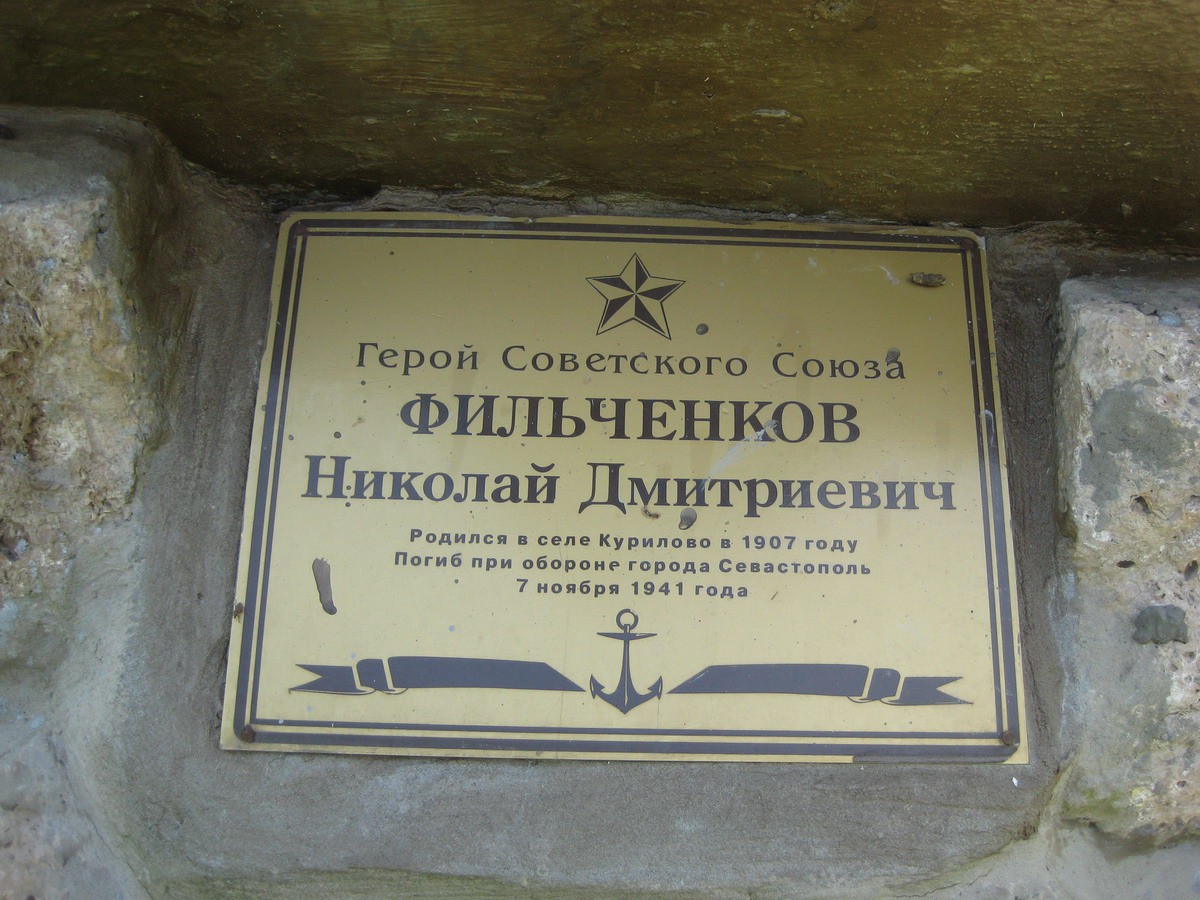 Герой Советского Союза
ФИЛЬЧЕНКОВ
Николай Дмитриевич
Родился в селе Курилово в 1907 году
Погиб при обороне города Севастополь
7 ноября 1941 года